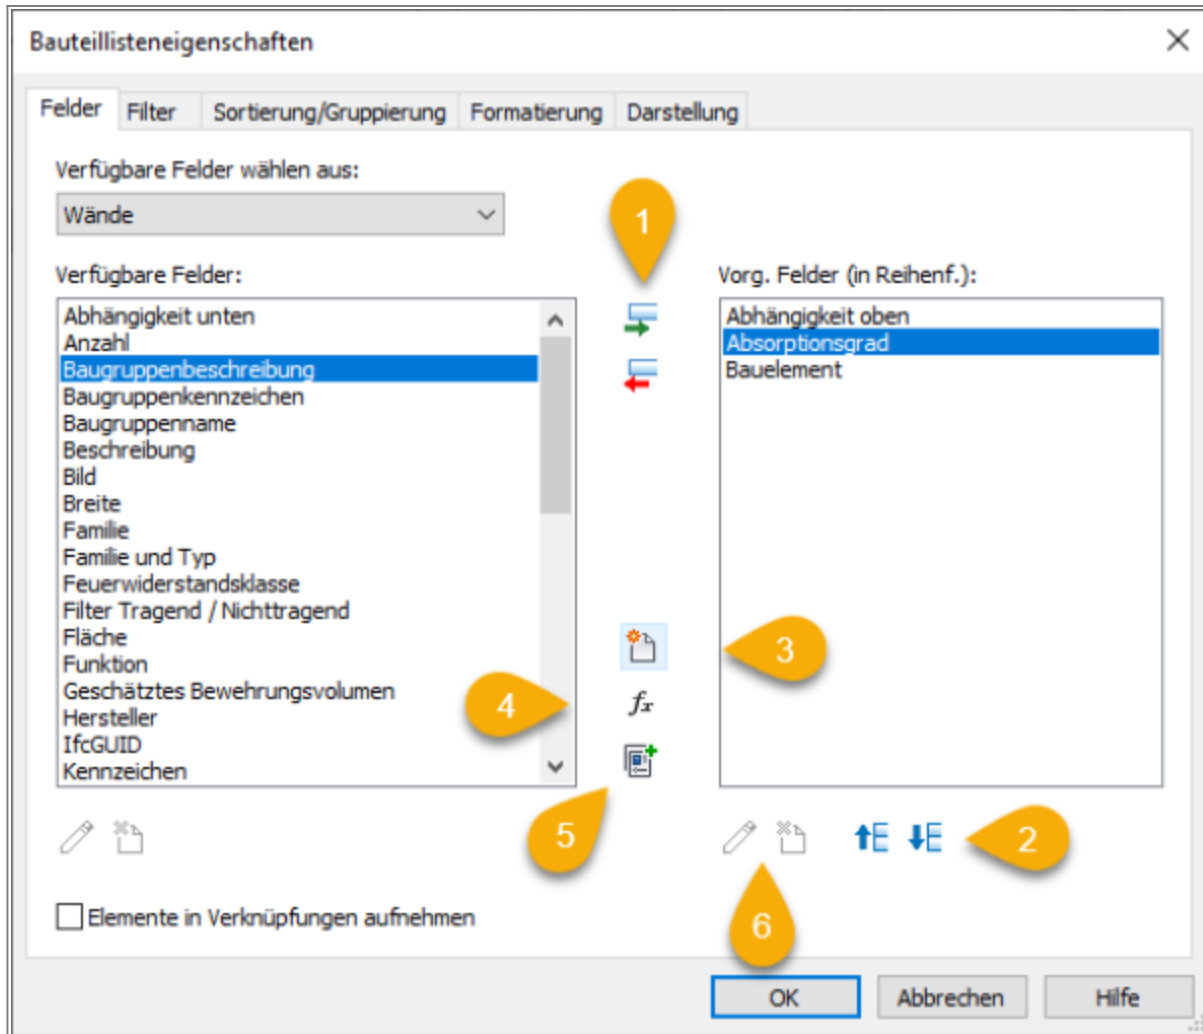 Bauteillisteneigenschaften
Felder Filter Sortierung/Gruppierung Formatierung Darstellung
Verfügbare Felder wählen aus:
Wände
1
Verfügbare Felder:
Vorg. Felder (in Reihenf.):
Abhängigkeit unten
Anzahl
Baugruppenbeschreibung
Baugruppenkennzeichen
Baugruppenname
Beschreibung
Bild
Breite
Familie
Familie und Typ
Feuerwiderstandsklasse
Filter Tragend / Nichttragend
Fläche
Funktion
Geschätztes Bewehrungsvolumen
Hersteller
IfcGUID
Kennzeichen
Abhängigkeit oben
Absorptionsgrad
Bauelement
3
4
fx
5
2
6
Elemente in Verknüpfungen aufnehmen
OK Abbrechen Hilfe